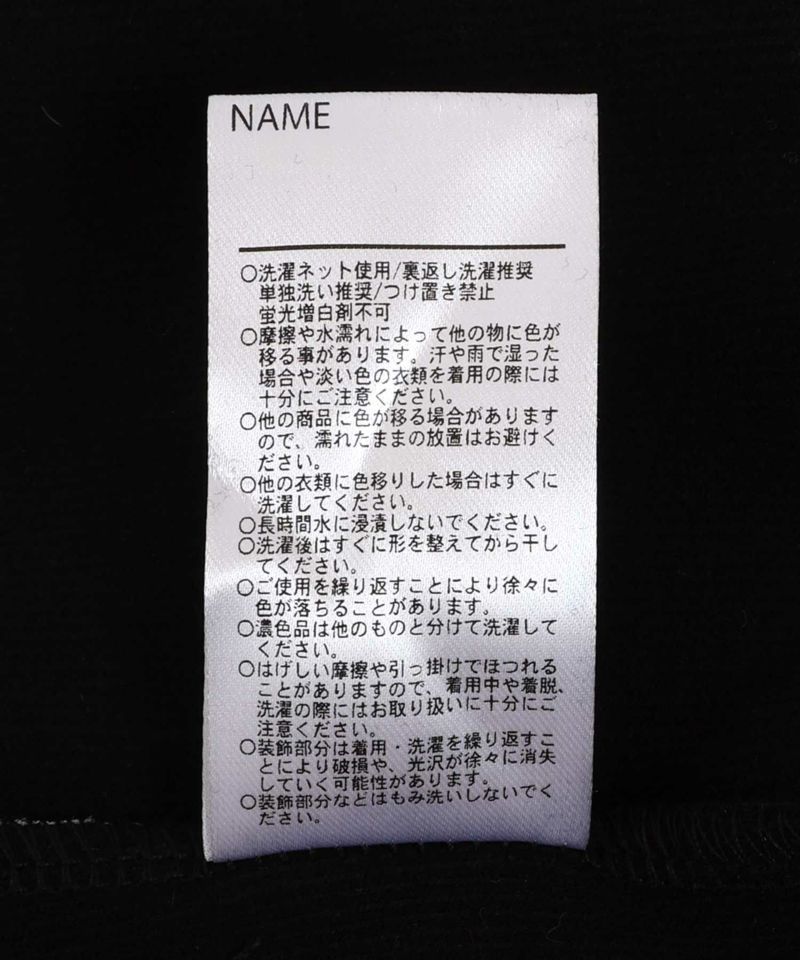 NAME
○洗濯ネット使用/裏返し洗濯推奨
単独洗い推奨/つけ置き禁止
蛍光増白剤不可
○摩擦や水濡れによって他の物に色が
移る事があります。汗や雨で湿った
場合や淡い色の衣類を着用の際には
十分にご注意ください。
○他の商品に色が移る場合があります
ので、濡れたままの放置はお避けく
ださい。
○他の衣類に色移りした場合はすぐに
洗濯してください。
○長時間水に浸漬しないでください。
○洗濯後はすぐに形を整えてから干し
てください。
○ご使用を繰り返すことにより徐々に
色が落ちることがあります。
○濃色品は他のものと分けて洗濯して
ください。
○はげしい摩擦や引っ掛けでほつれる
ことがありますので、着用中や着脱、
洗濯の際にはお取り扱いに十分にご
注意ください。
○装飾部分は着用・洗濯を繰り返すこ
とにより破損や、光沢が徐々に消失
していく可能性があります。
○装飾部分などはもみ洗いしないでく
ださい。